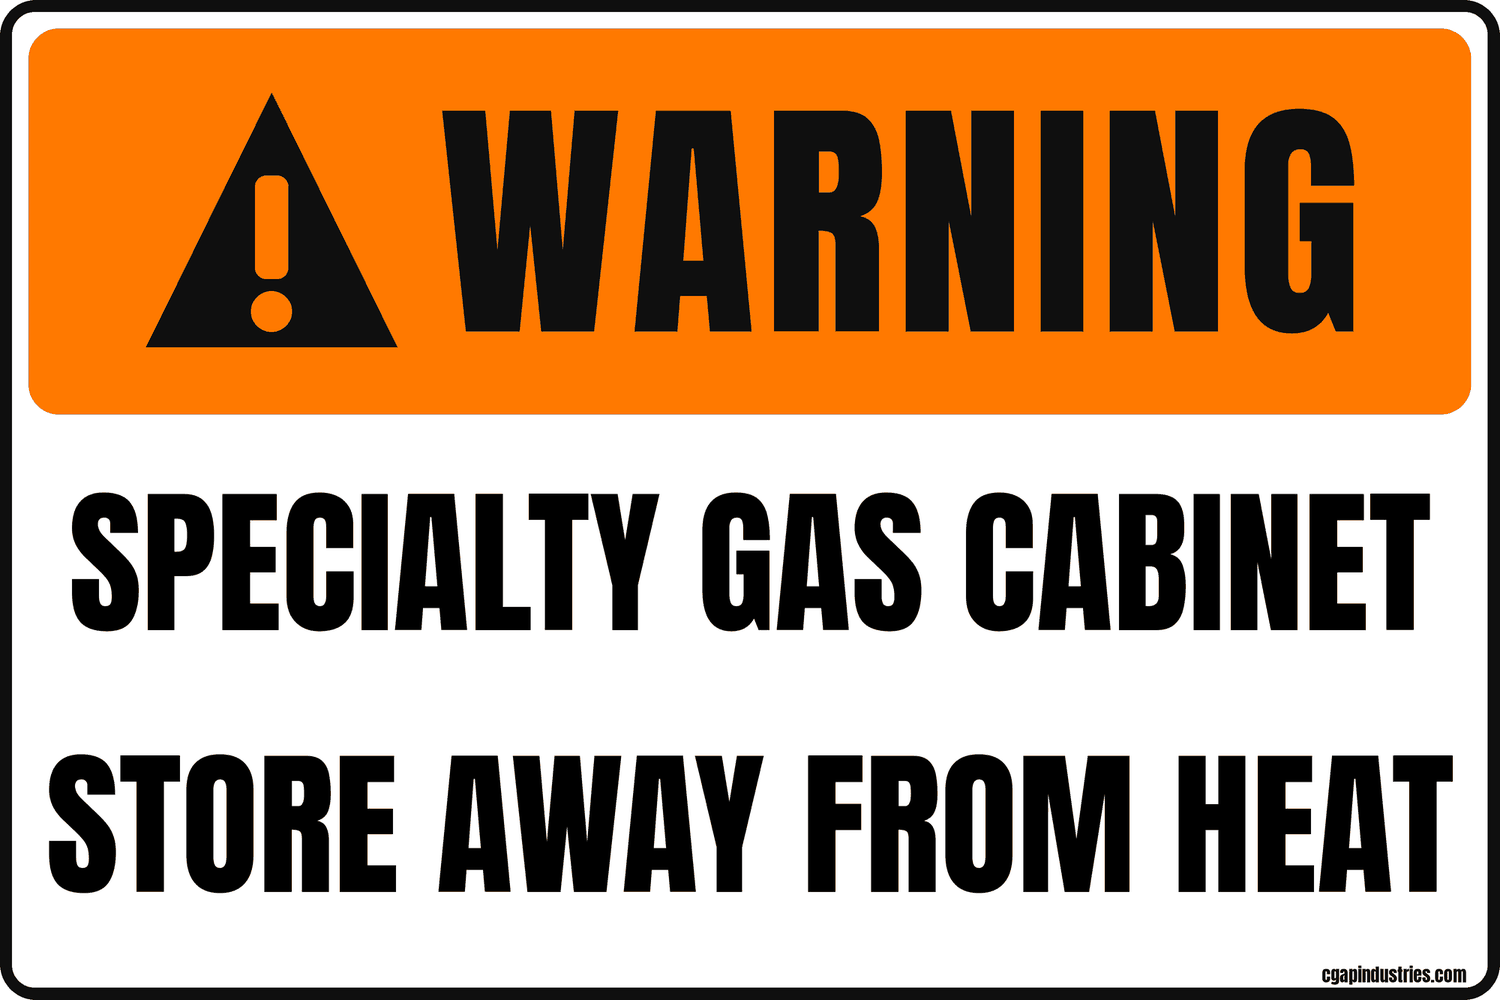 WARNING
SPECIALTY GAS CABINET
STORE AWAY FROM HEAT
cgapindustries.com